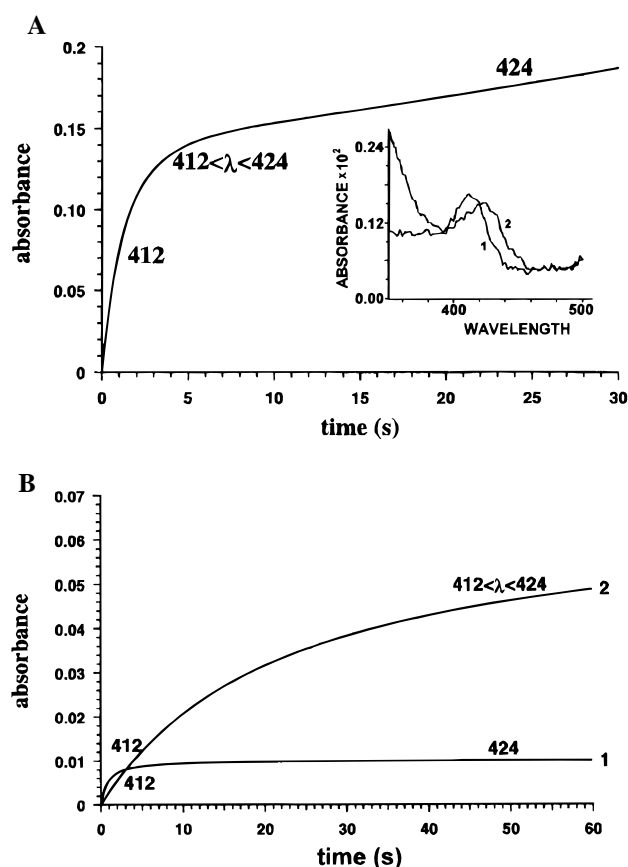 A
0.2
0.15
0.10
0.05
0
absorbance
412
412<λ<424
424
0 5 10 15 20 25 30
time (s)
ABSORBANCE x10²
0.24
0.12
0.00
1
2
400 500
WAVELENGTH
B
0.07
0.06
0.05
0.04
0.03
0.02
0.01
0
absorbance
412<λ<424 2
412
412
424 1
0 10 20 30 40 50 60
time (s)